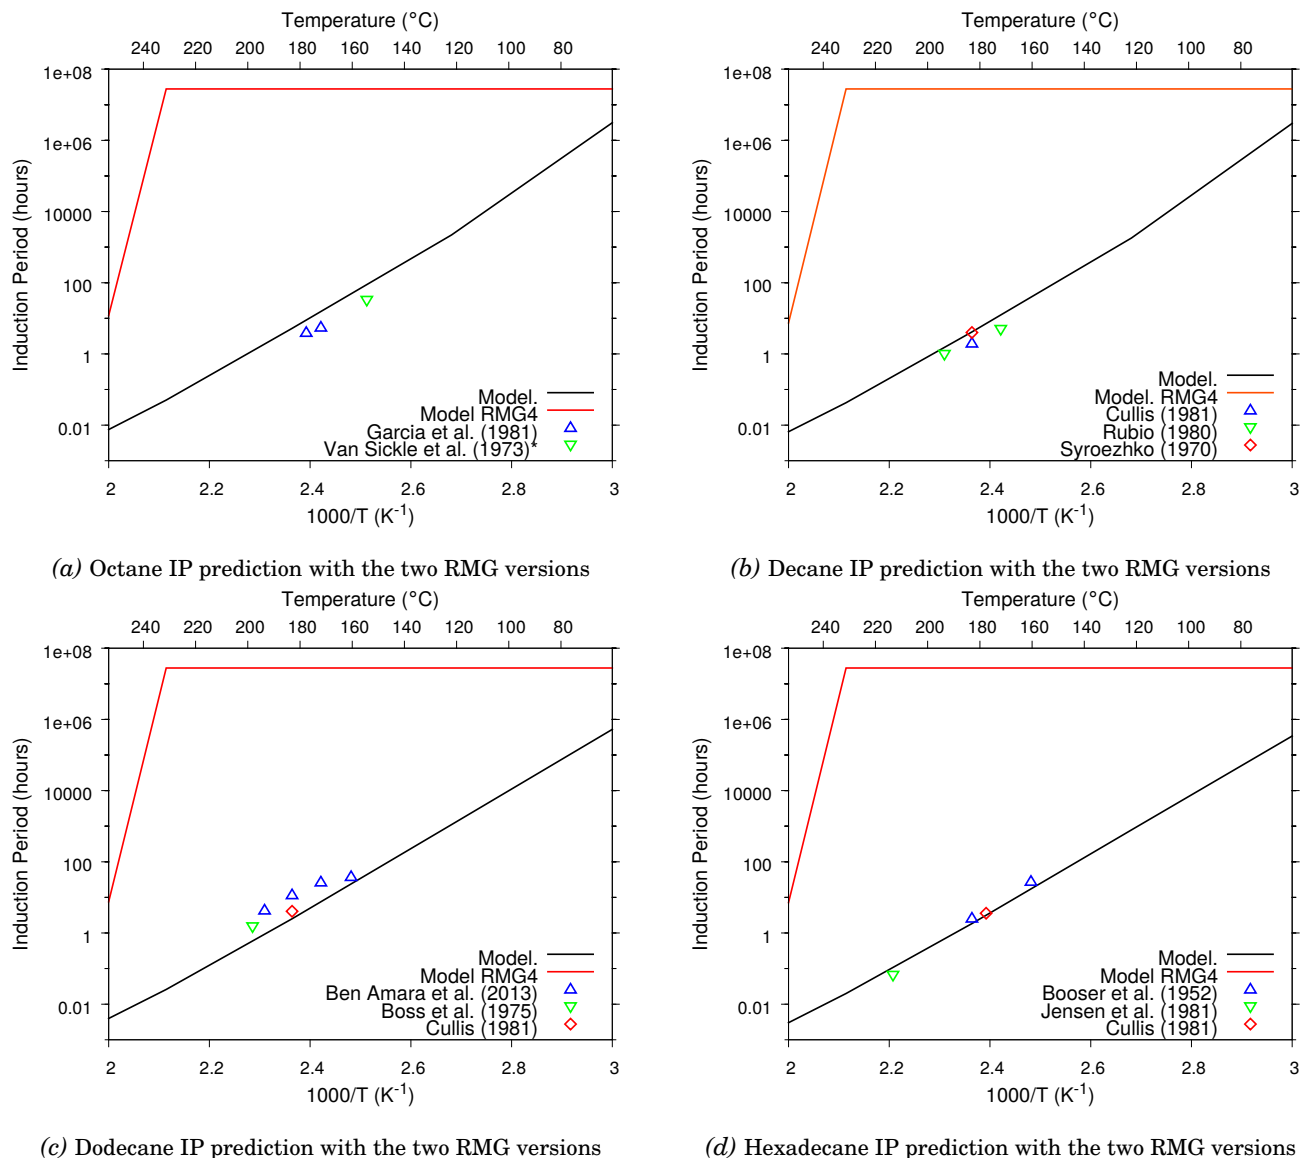 Temperature (°C)
240 220 200 180 160 140 120 100 80
1e+08
1e+06
10000
100
1
0.01
Induction Period (hours)
Model.
Model RMG4
Garcia et al. (1981)
Van Sickle et al. (1973)*
2 2.2 2.4 2.6 2.8 3
1000/T (K-1)
(a) Octane IP prediction with the two RMG versions
Temperature (°C)
240 220 200 180 160 140 120 100 80
1e+08
1e+06
10000
100
1
0.01
Induction Period (hours)
Model.
Model. RMG4
Cullis (1981)
Rubio (1980)
Syroezhko (1970)
2 2.2 2.4 2.6 2.8 3
1000/T (K-1)
(b) Decane IP prediction with the two RMG versions
Temperature (°C)
240 220 200 180 160 140 120 100 80
1e+08
1e+06
10000
100
1
0.01
Induction Period (hours)
Model.
Model RMG4
Ben Amara et al. (2013)
Boss et al. (1975)
Cullis (1981)
2 2.2 2.4 2.6 2.8 3
1000/T (K-1)
(c) Dodecane IP prediction with the two RMG versions
Temperature (°C)
240 220 200 180 160 140 120 100 80
1e+08
1e+06
10000
100
1
0.01
Induction Period (hours)
Model.
Model RMG4
Booser et al. (1952)
Jensen et al. (1981)
Cullis (1981)
2 2.2 2.4 2.6 2.8 3
1000/T (K-1)
(d) Hexadecane IP prediction with the two RMG versions